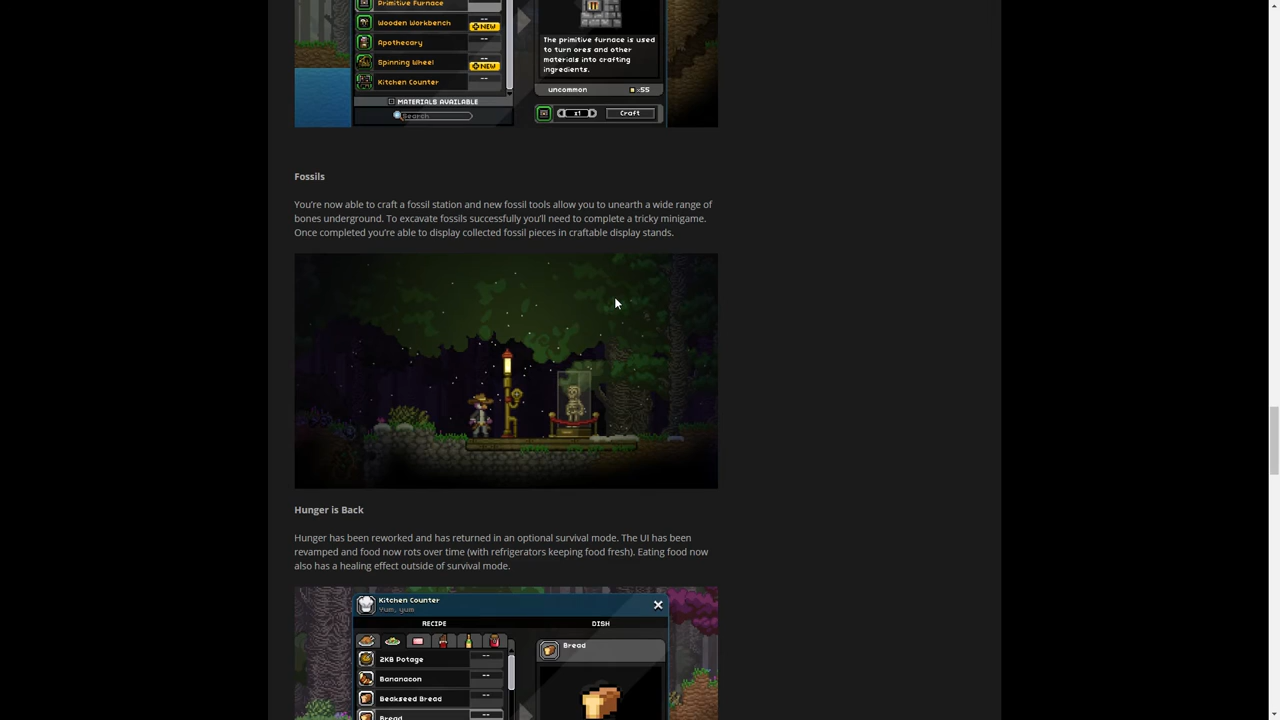 Primitive Furnace
Wooden Workbench -- +NEW
Apothecary --
Spinning Wheel -- +NEW
Kitchen Counter --
MATERIALS AVAILABLE
Search
The primitive furnace is used
to turn ores and other
materials into crafting
ingredients.
uncommon x55
x1 Craft
Fossils
You're now able to craft a fossil station and new fossil tools allow you to unearth a wide range of
bones underground. To excavate fossils successfully you'll need to complete a tricky minigame.
Once completed you're able to display collected fossil pieces in craftable display stands.
Hunger is Back
Hunger has been reworked and has returned in an optional survival mode. The UI has been
revamped and food now rots over time (with refrigerators keeping food fresh). Eating food now
also has a healing effect outside of survival mode.
Kitchen Counter
Yum, yum
RECIPE DISH
Bread
2KB Potage --
Bananacon --
Beakseed Bread --
Bread --